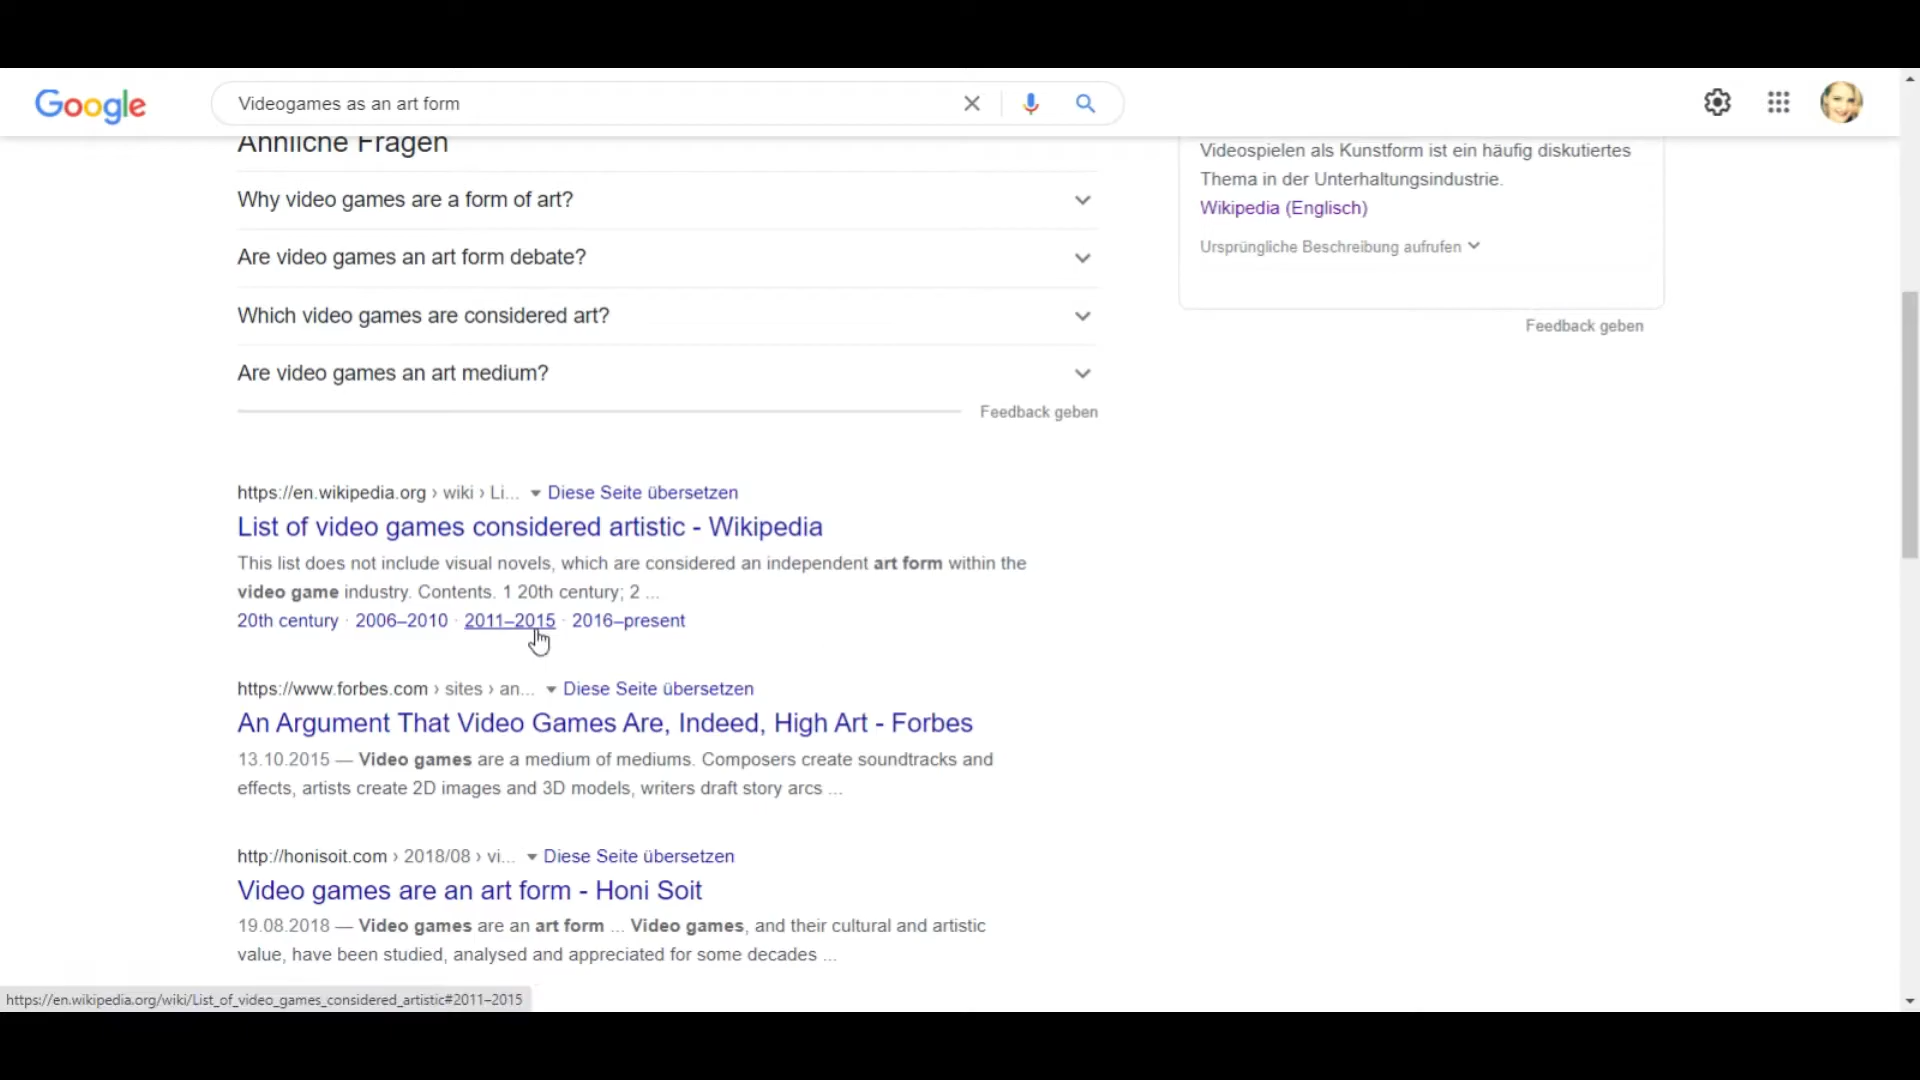 Google
Videogames as an art form
Ähnliche Fragen
Why video games are a form of art?
Are video games an art form debate?
Which video games are considered art?
Are video games an art medium?
Feedback geben
Videospielen als Kunstform ist ein häufig diskutiertes
Thema in der Unterhaltungsindustrie.
Wikipedia (Englisch)
Ursprüngliche Beschreibung aufrufen
Feedback geben
https://en.wikipedia.org › wiki › Li... Diese Seite übersetzen
List of video games considered artistic - Wikipedia
This list does not include visual novels, which are considered an independent art form within the
video game industry. Contents. 1 20th century; 2 ...
20th century · 2006–2010 · 2011–2015 · 2016–present
https://www.forbes.com › sites › an... Diese Seite übersetzen
An Argument That Video Games Are, Indeed, High Art - Forbes
13.10.2015 — Video games are a medium of mediums. Composers create soundtracks and
effects, artists create 2D images and 3D models, writers draft story arcs ...
http://honisoit.com › 2018/08 › vi... Diese Seite übersetzen
Video games are an art form - Honi Soit
19.08.2018 — Video games are an art form ... Video games, and their cultural and artistic
value, have been studied, analysed and appreciated for some decades ...
https://en.wikipedia.org/wiki/List_of_video_games_considered_artistic#2011–2015